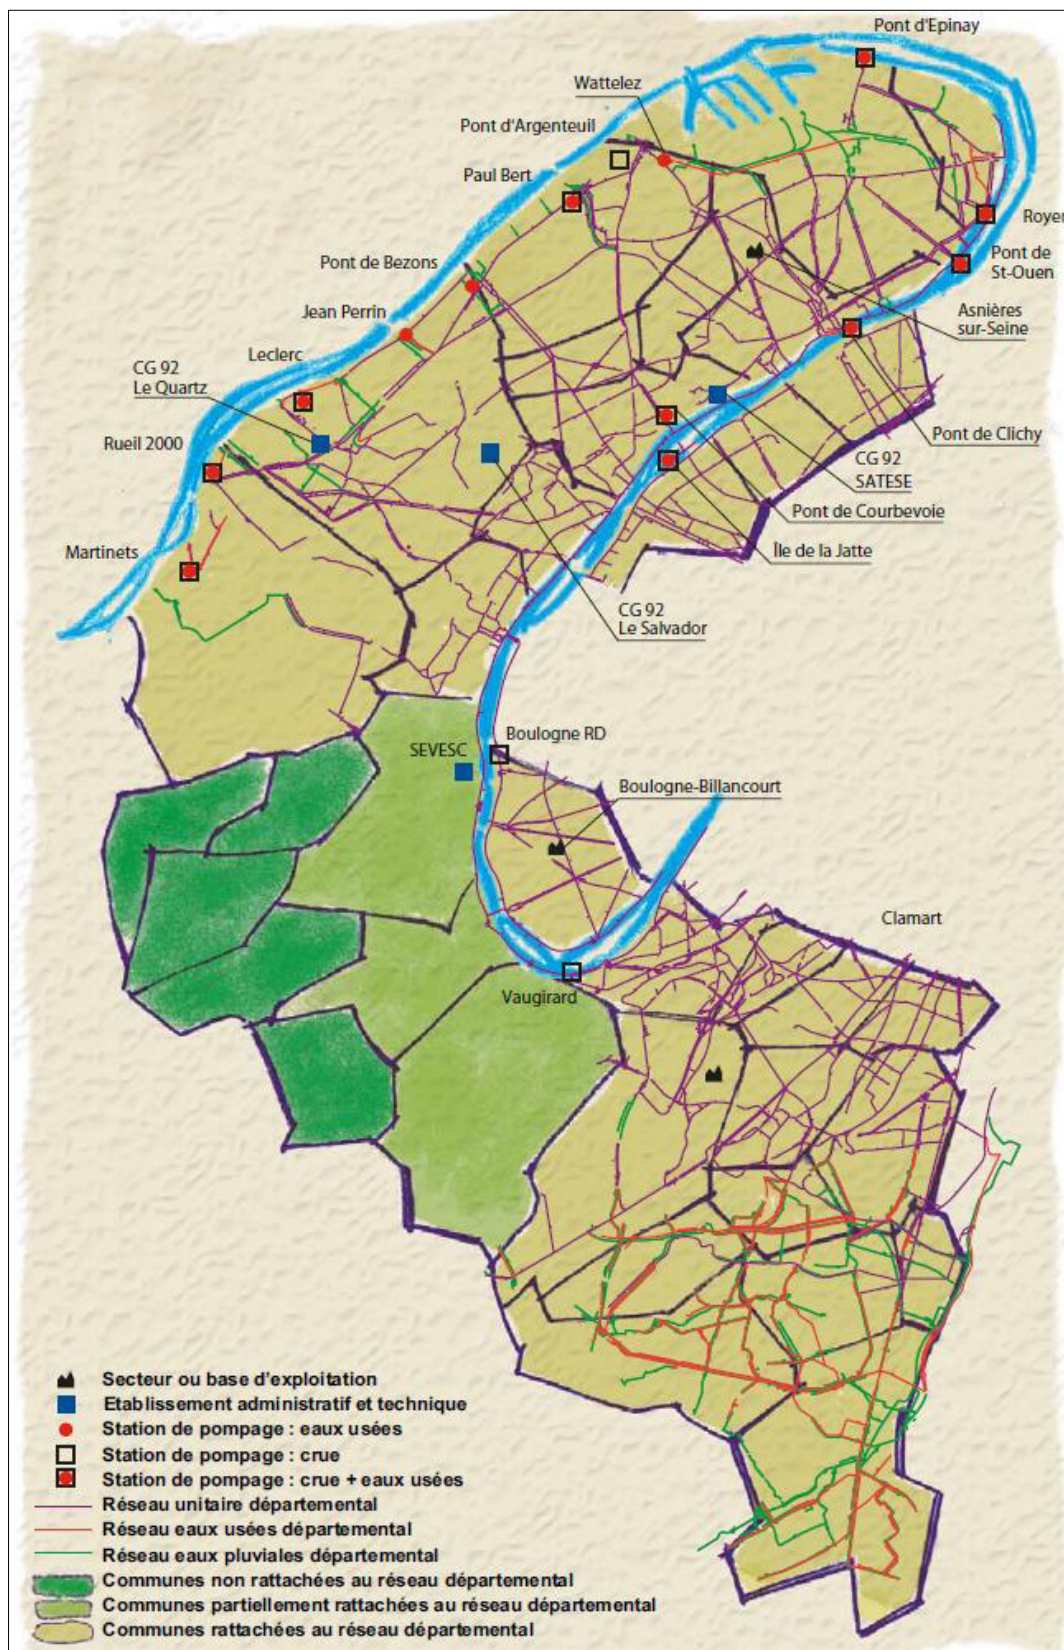 Pont d'Epinay
Wattelez
Pont d'Argenteuil
Paul Bert
Royer
Pont de
St-Ouen
Pont de Bezons
Jean Perrin
Asnières
sur-Seine
Leclerc
CG 92
Le Quartz
Rueil 2000
Pont de Clichy
CG 92
SATESE
Pont de Courbevoie
Île de la Jatte
Martinets
CG 92
Le Salvador
Boulogne RD
SEVESC
Boulogne-Billancourt
Clamart
Vaugirard
Secteur ou base d'exploitation
Etablissement administratif et technique
Station de pompage : eaux usées
Station de pompage : crue
Station de pompage : crue + eaux usées
Réseau unitaire départemental
Réseau eaux usées départemental
Réseau eaux pluviales départemental
Communes non rattachées au réseau départemental
Communes partiellement rattachées au réseau départemental
Communes rattachées au réseau départemental